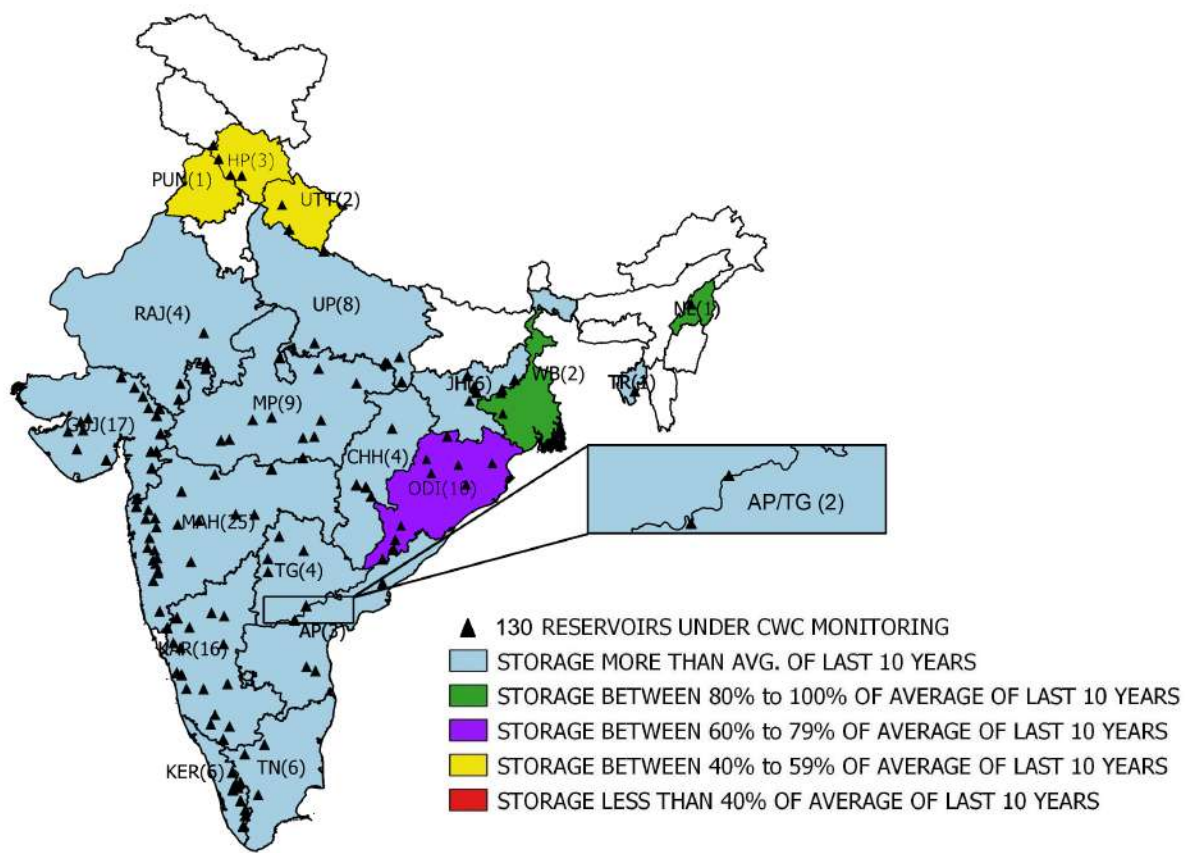 HP(3)
PUN(1)
UTT(2)
RAJ(4)
UP(8)
NL(1)
WB(2)
TR(1)
JH(6)
MP(9)
GUJ(17)
CHH(4)
ODI(10)
AP/TG (2)
MAH(25)
TG(4)
AP(3)
KAR(16)
KER(6)
TN(6)
130 RESERVOIRS UNDER CWC MONITORING
STORAGE MORE THAN AVG. OF LAST 10 YEARS
STORAGE BETWEEN 80% to 100% OF AVERAGE OF LAST 10 YEARS
STORAGE BETWEEN 60% to 79% OF AVERAGE OF LAST 10 YEARS
STORAGE BETWEEN 40% to 59% OF AVERAGE OF LAST 10 YEARS
STORAGE LESS THAN 40% OF AVERAGE OF LAST 10 YEARS